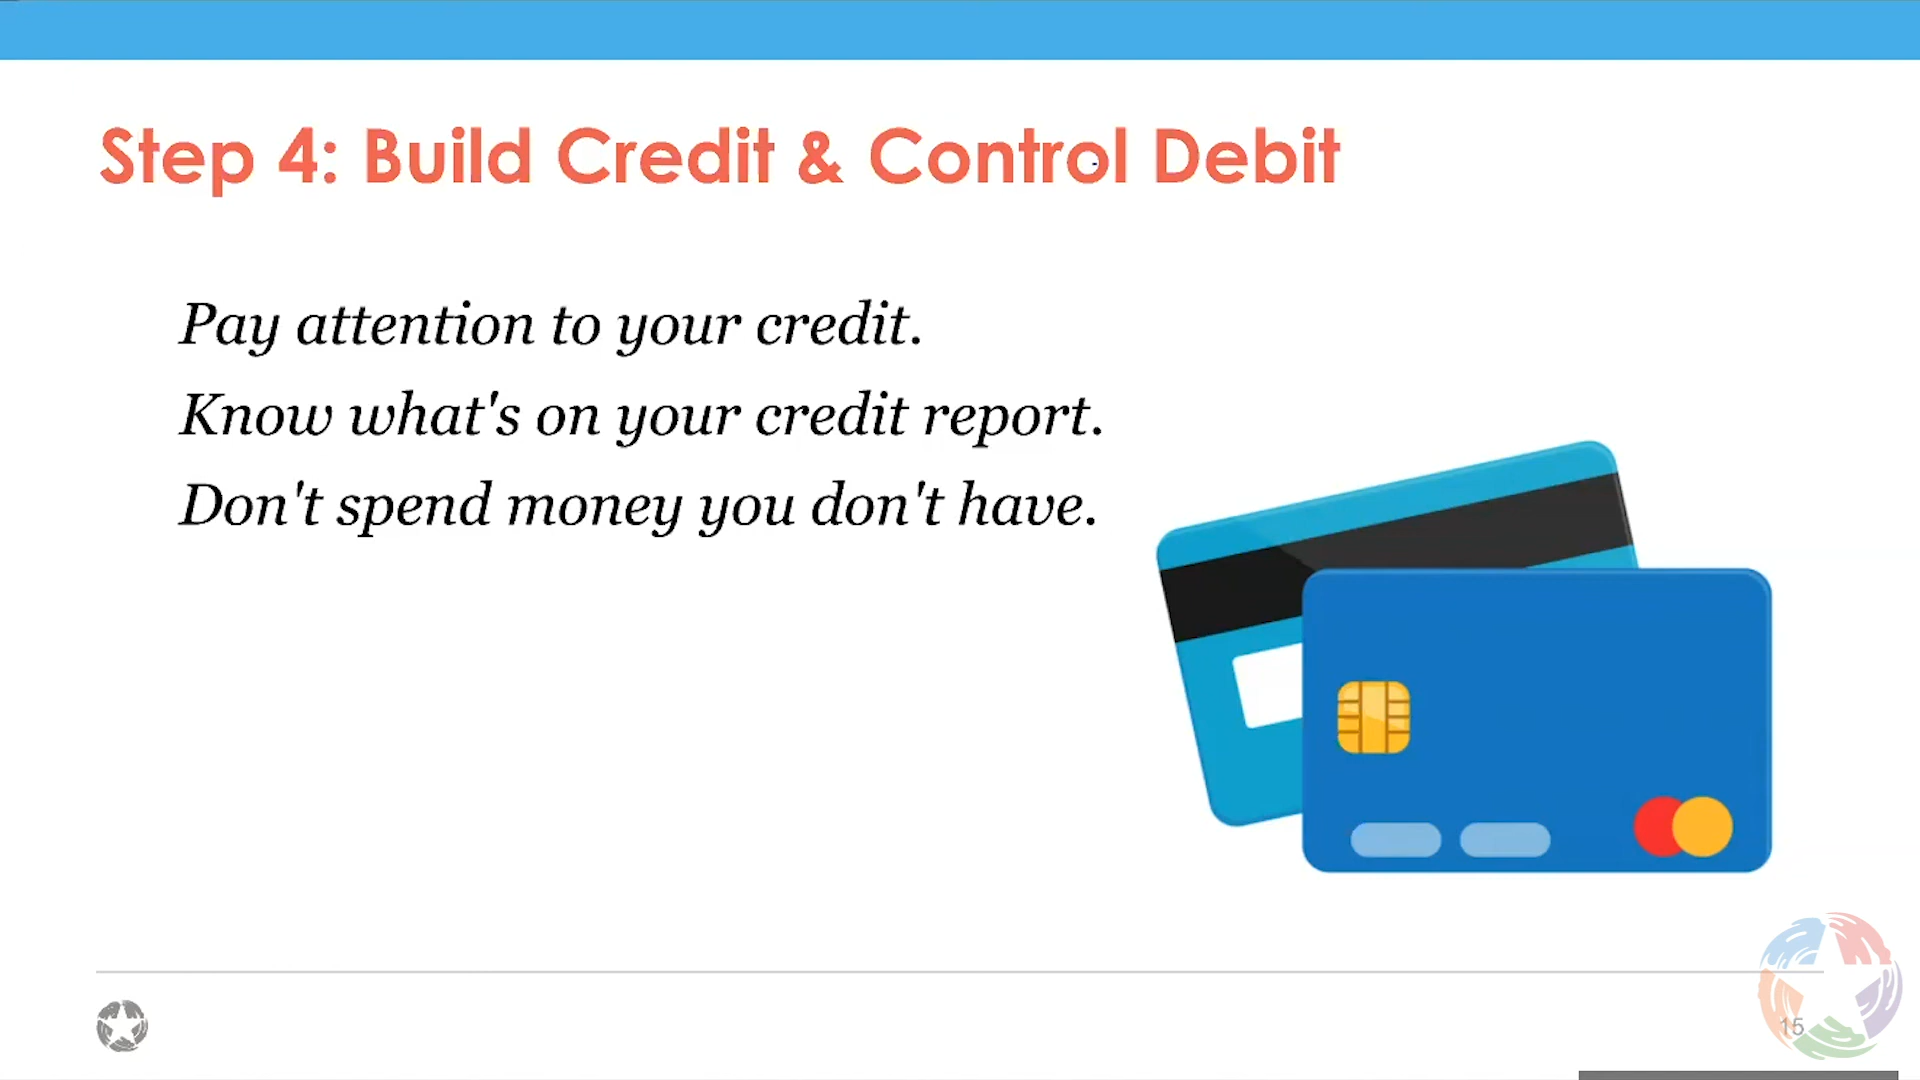 Step 4: Build Credit & Control Debit
Pay attention to your credit.
Know what's on your credit report.
Don't spend money you don't have.
15